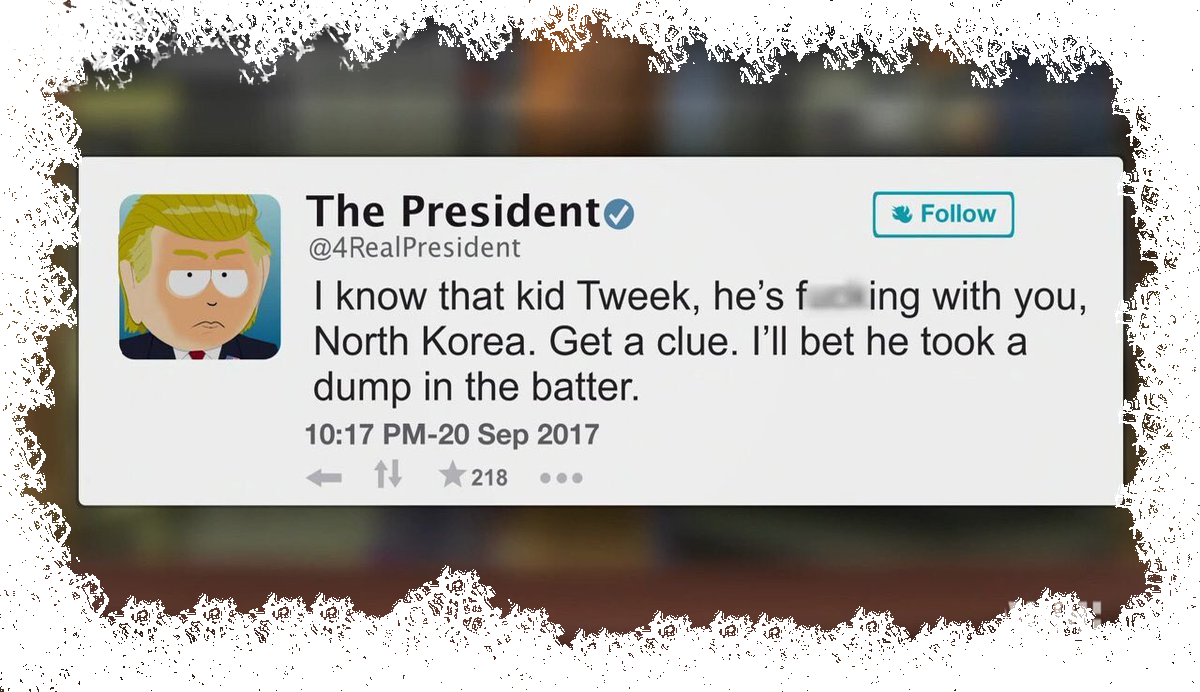 The President
@4RealPresident
Follow
I know that kid Tweek, he’s f ing with you,
North Korea. Get a clue. I’ll bet he took a
dump in the batter.
10:17 PM-20 Sep 2017
218